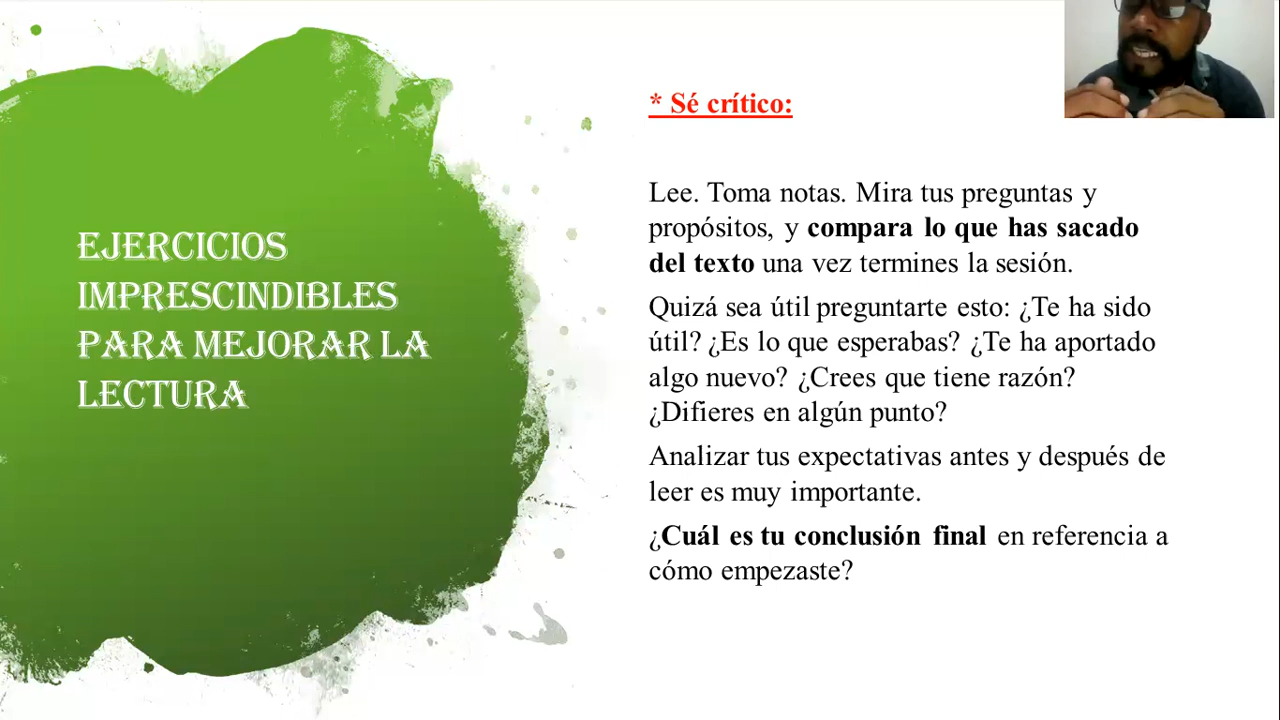 EJERCICIOS
IMPRESCINDIBLES
PARA MEJORAR LA
LECTURA
* Sé crítico:
Lee. Toma notas. Mira tus preguntas y
propósitos, y compara lo que has sacado
del texto una vez termines la sesión.
Quizá sea útil preguntarte esto: ¿Te ha sido
útil? ¿Es lo que esperabas? ¿Te ha aportado
algo nuevo? ¿Crees que tiene razón?
¿Difieres en algún punto?
Analizar tus expectativas antes y después de
leer es muy importante.
¿Cuál es tu conclusión final en referencia a
cómo empezaste?